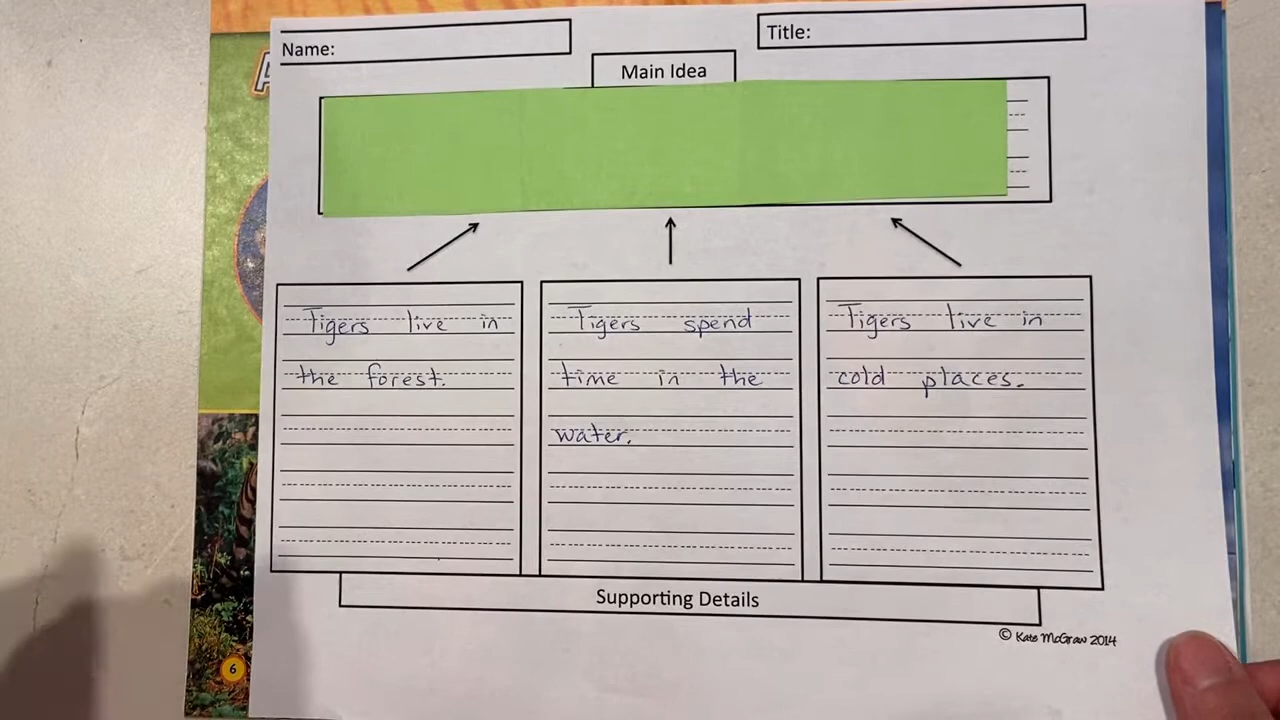 Name:
Title:
Main Idea
Tigers live in
the forest.
Tigers spend
time in the
water.
Tigers live in
cold places.
Supporting Details
© Kate McGraw 2014
6